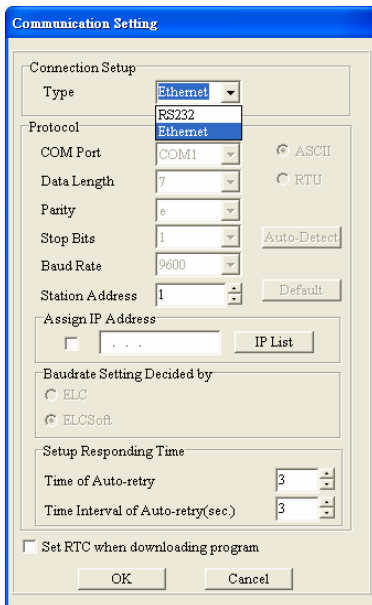 Communication Setting
Connection Setup
Type Ethernet
RS232
Ethernet
Protocol
COM Port COM1 ASCII
Data Length 7 RTU
Parity e
Stop Bits 1 Auto-Detect
Baud Rate 9600
Station Address 1 Default
Assign IP Address
. . . IP List
Baudrate Setting Decided by
ELC
ELCSoft
Setup Responding Time
Time of Auto-retry 3
Time Interval of Auto-retry(sec.) 3
Set RTC when downloading program
OK Cancel